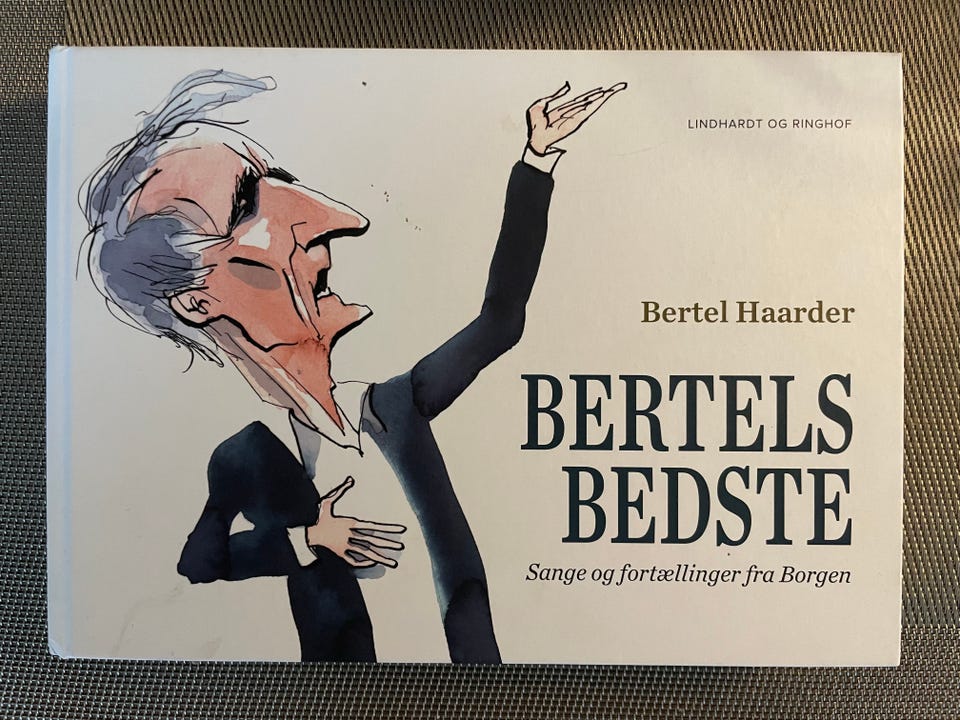 LINDHARDT OG RINGHOF
Bertel Haarder
BERTELS
BEDSTE
Sange og fortællinger fra Borgen